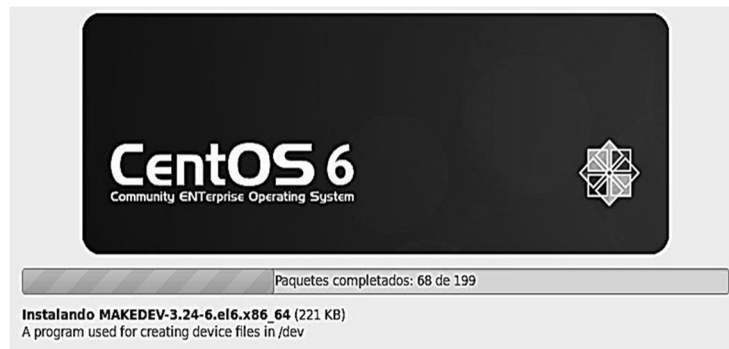 CentOS 6
Community ENTerprise Operating System
Paquetes completados: 68 de 199
Instalando MAKEDEV-3.24-6.el6.x86_64 (221 KB)
A program used for creating device files in /dev